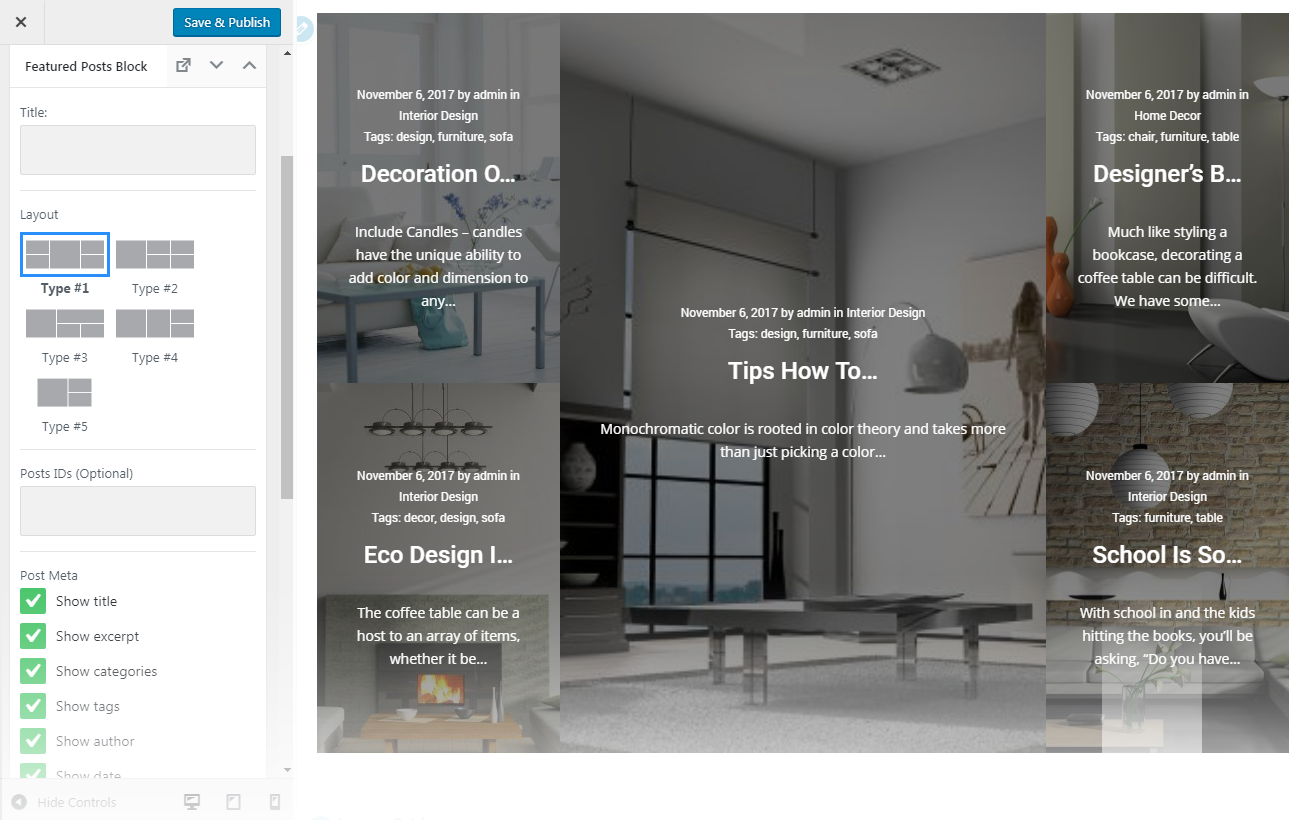 Save & Publish
Featured Posts Block
Title:
Layout
Type #1
Type #2
Type #3
Type #4
Type #5
Posts IDs (Optional)
Post Meta
Show title
Show excerpt
Show categories
Show tags
Show author
Show date
Hide Controls
November 6, 2017 by admin in
Interior Design
Tags: design, furniture, sofa
Decoration O...
Include Candles – candles
have the unique ability to
add color and dimension to
any...
November 6, 2017 by admin in
Interior Design
Tags: decor, design, sofa
Eco Design I...
The coffee table can be a
host to an array of items,
whether it be...
November 6, 2017 by admin in Interior Design
Tags: design, furniture, sofa
Tips How To...
Monochromatic color is rooted in color theory and takes more
than just picking a color...
November 6, 2017 by admin in
Home Decor
Tags: chair, furniture, table
Designer’s B...
Much like styling a
bookcase, decorating a
coffee table can be difficult.
We have some...
November 6, 2017 by admin in
Interior Design
Tags: furniture, table
School Is So...
With school in and the kids
hitting the books, you’ll be
asking, “Do you have...